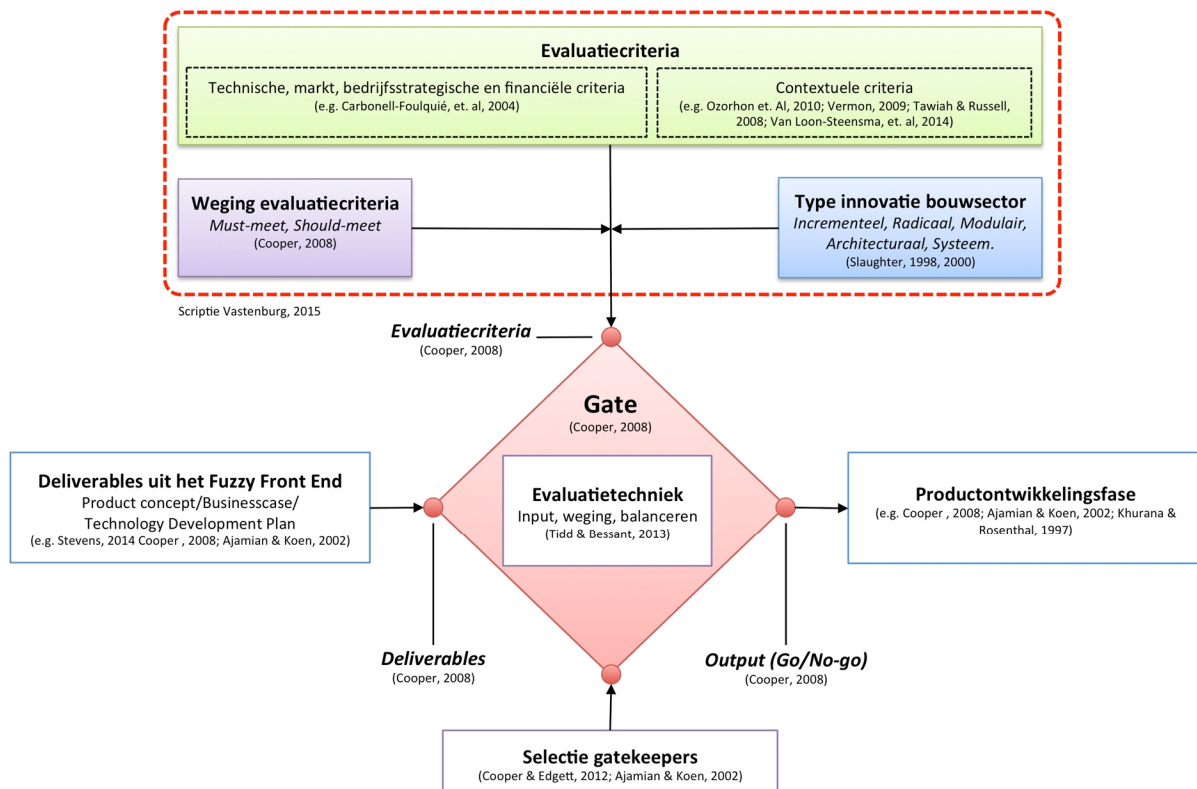 Evaluatiecriteria
Technische, markt, bedrijfsstrategische en financiële criteria
(e.g. Carbonell-Foulquié, et. al, 2004)
Contextuele criteria
(e.g. Ozorhon et. Al, 2010; Vermon, 2009; Tawiah & Russell,
2008; Van Loon-Steensma, et. al, 2014)
Weging evaluatiecriteria
Must-meet, Should-meet
(Cooper, 2008)
Type innovatie bouwsector
Incrementeel, Radicaal, Modulair,
Architecturaal, Systeem.
(Slaughter, 1998, 2000)
Scriptie Vastenburg, 2015
Evaluatiecriteria
(Cooper, 2008)
Gate
(Cooper, 2008)
Deliverables uit het Fuzzy Front End
Product concept/Businesscase/
Technology Development Plan
(e.g. Stevens, 2014 Cooper , 2008; Ajamian & Koen, 2002)
Evaluatietechniek
Input, weging, balanceren
(Tidd & Bessant, 2013)
Productontwikkelingsfase
(e.g. Cooper , 2008; Ajamian & Koen, 2002; Khurana &
Rosenthal, 1997)
Deliverables
(Cooper, 2008)
Output (Go/No-go)
(Cooper, 2008)
Selectie gatekeepers
(Cooper & Edgett, 2012; Ajamian & Koen, 2002)